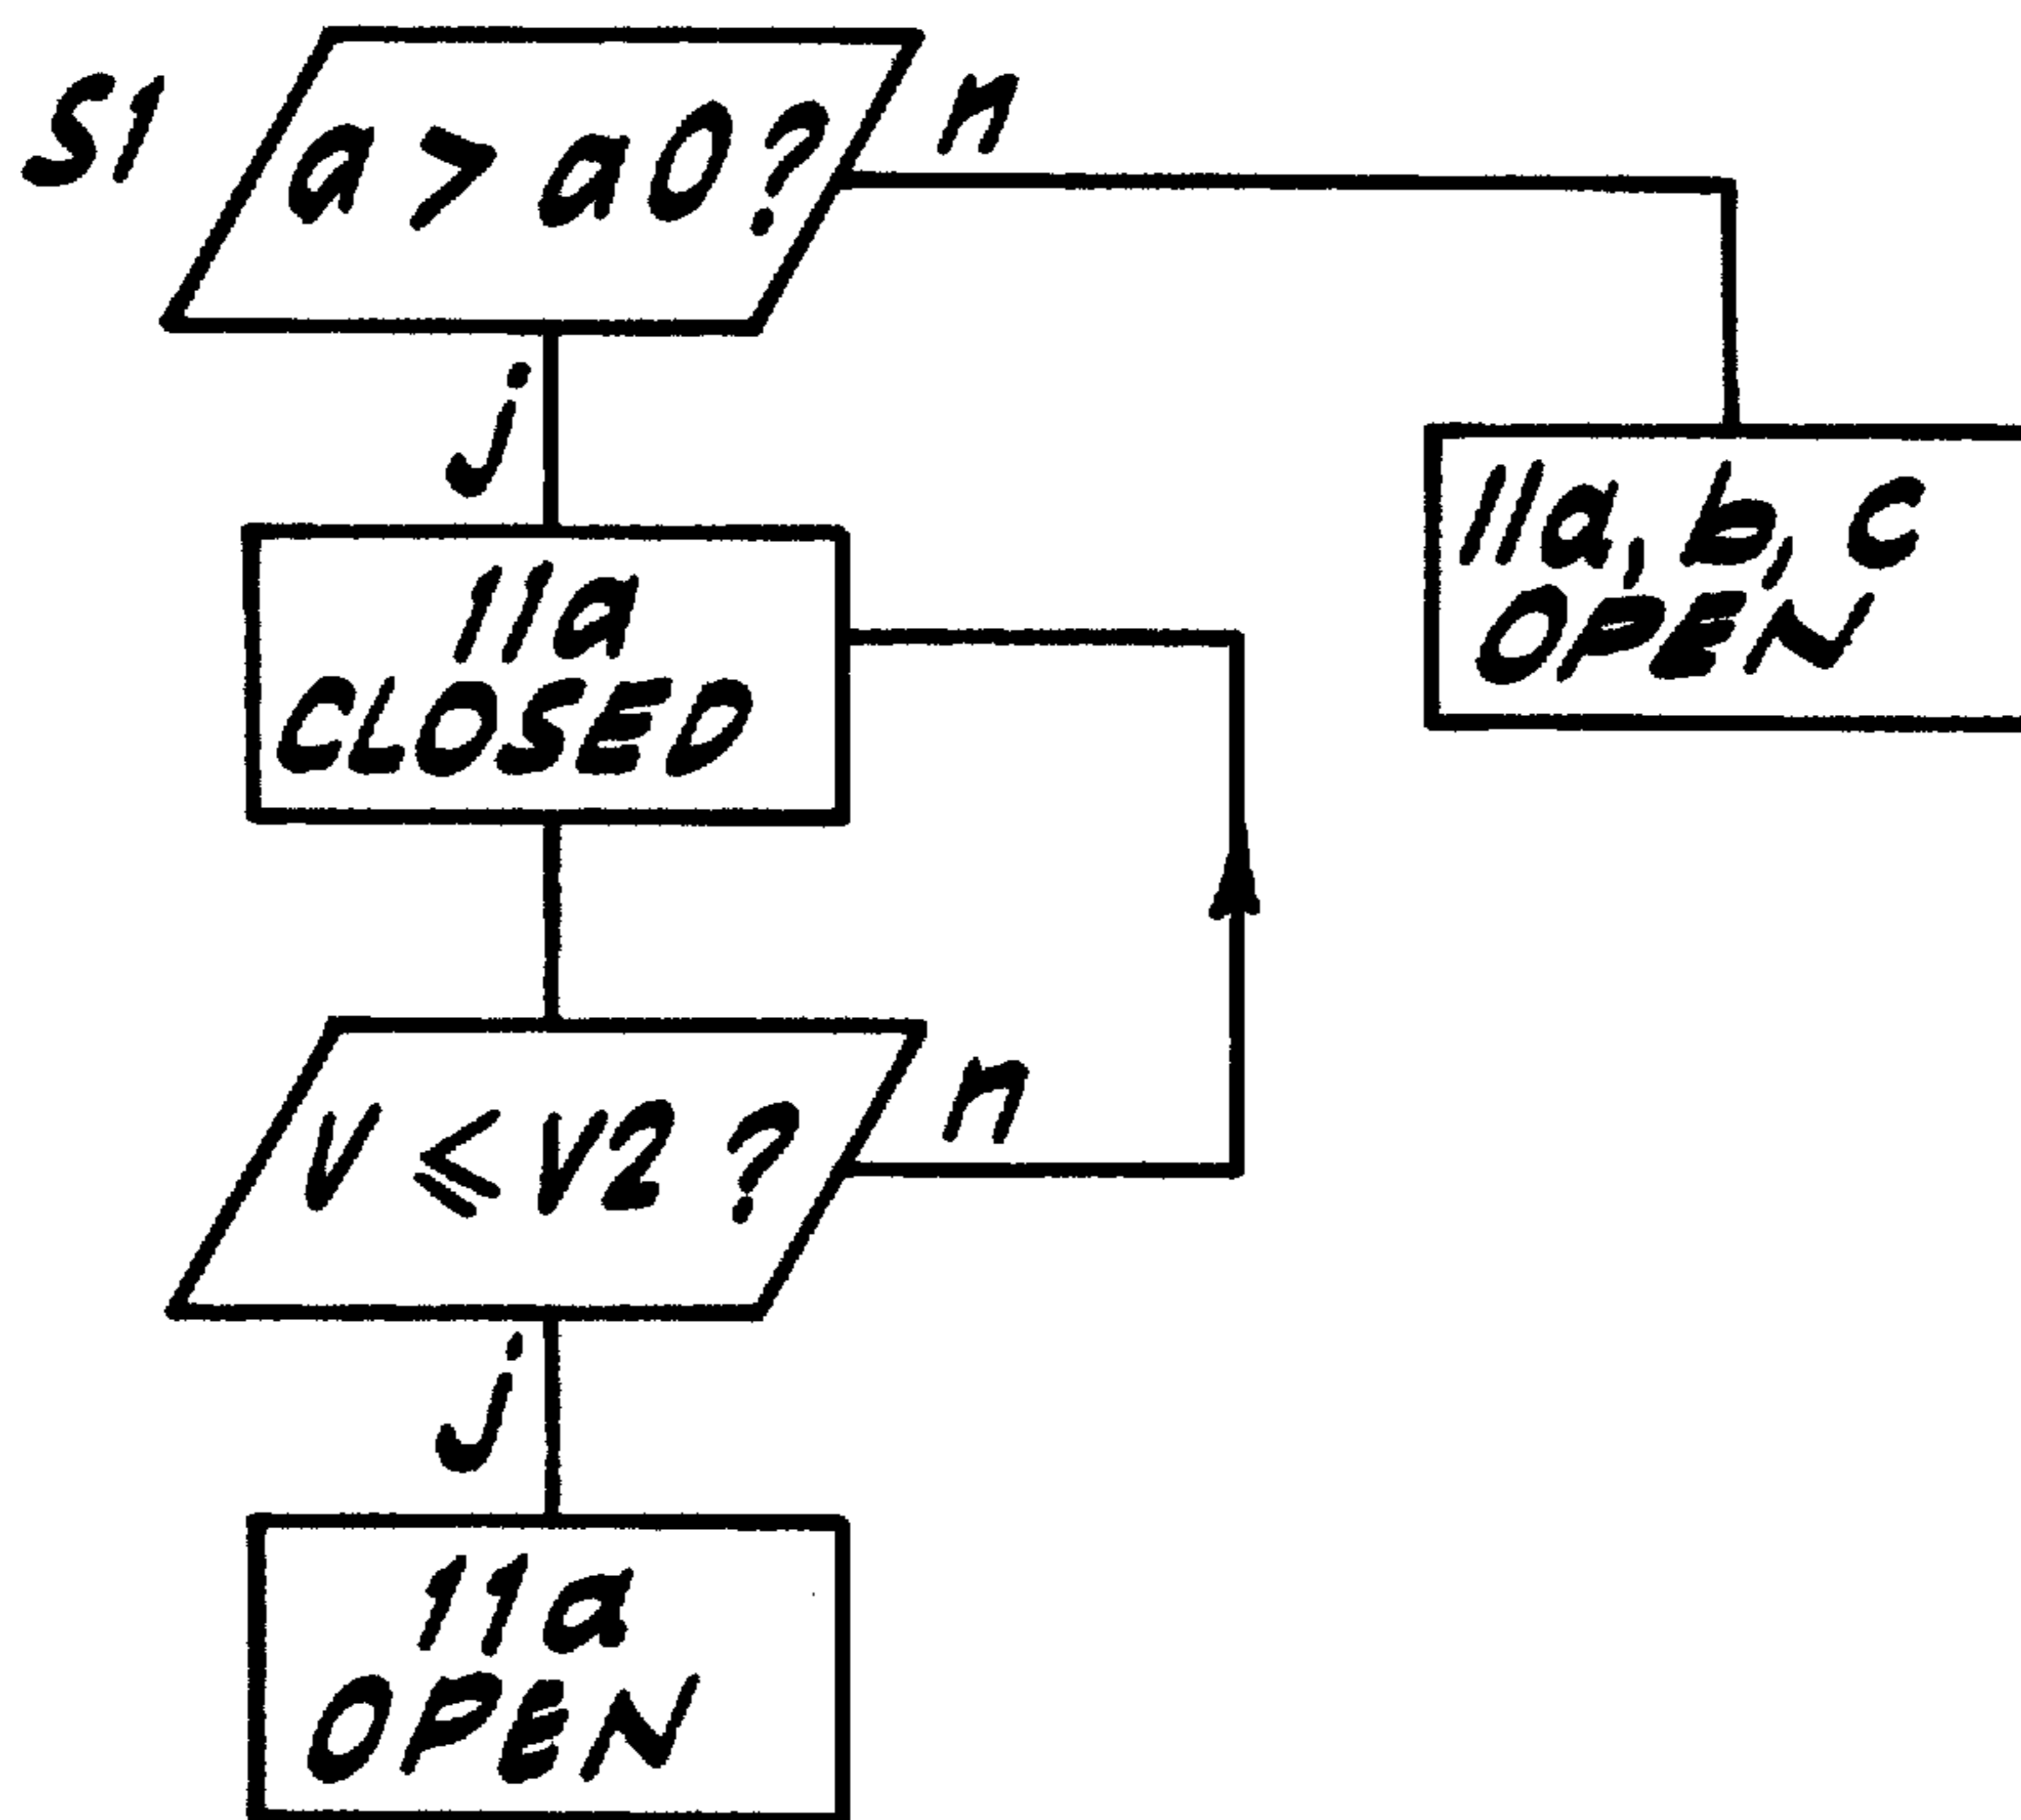 S1
a > a0?
n
j
11a, b, c
OPEN
11a
CLOSED
V ≤ V2 ?
n
j
11a
OPEN